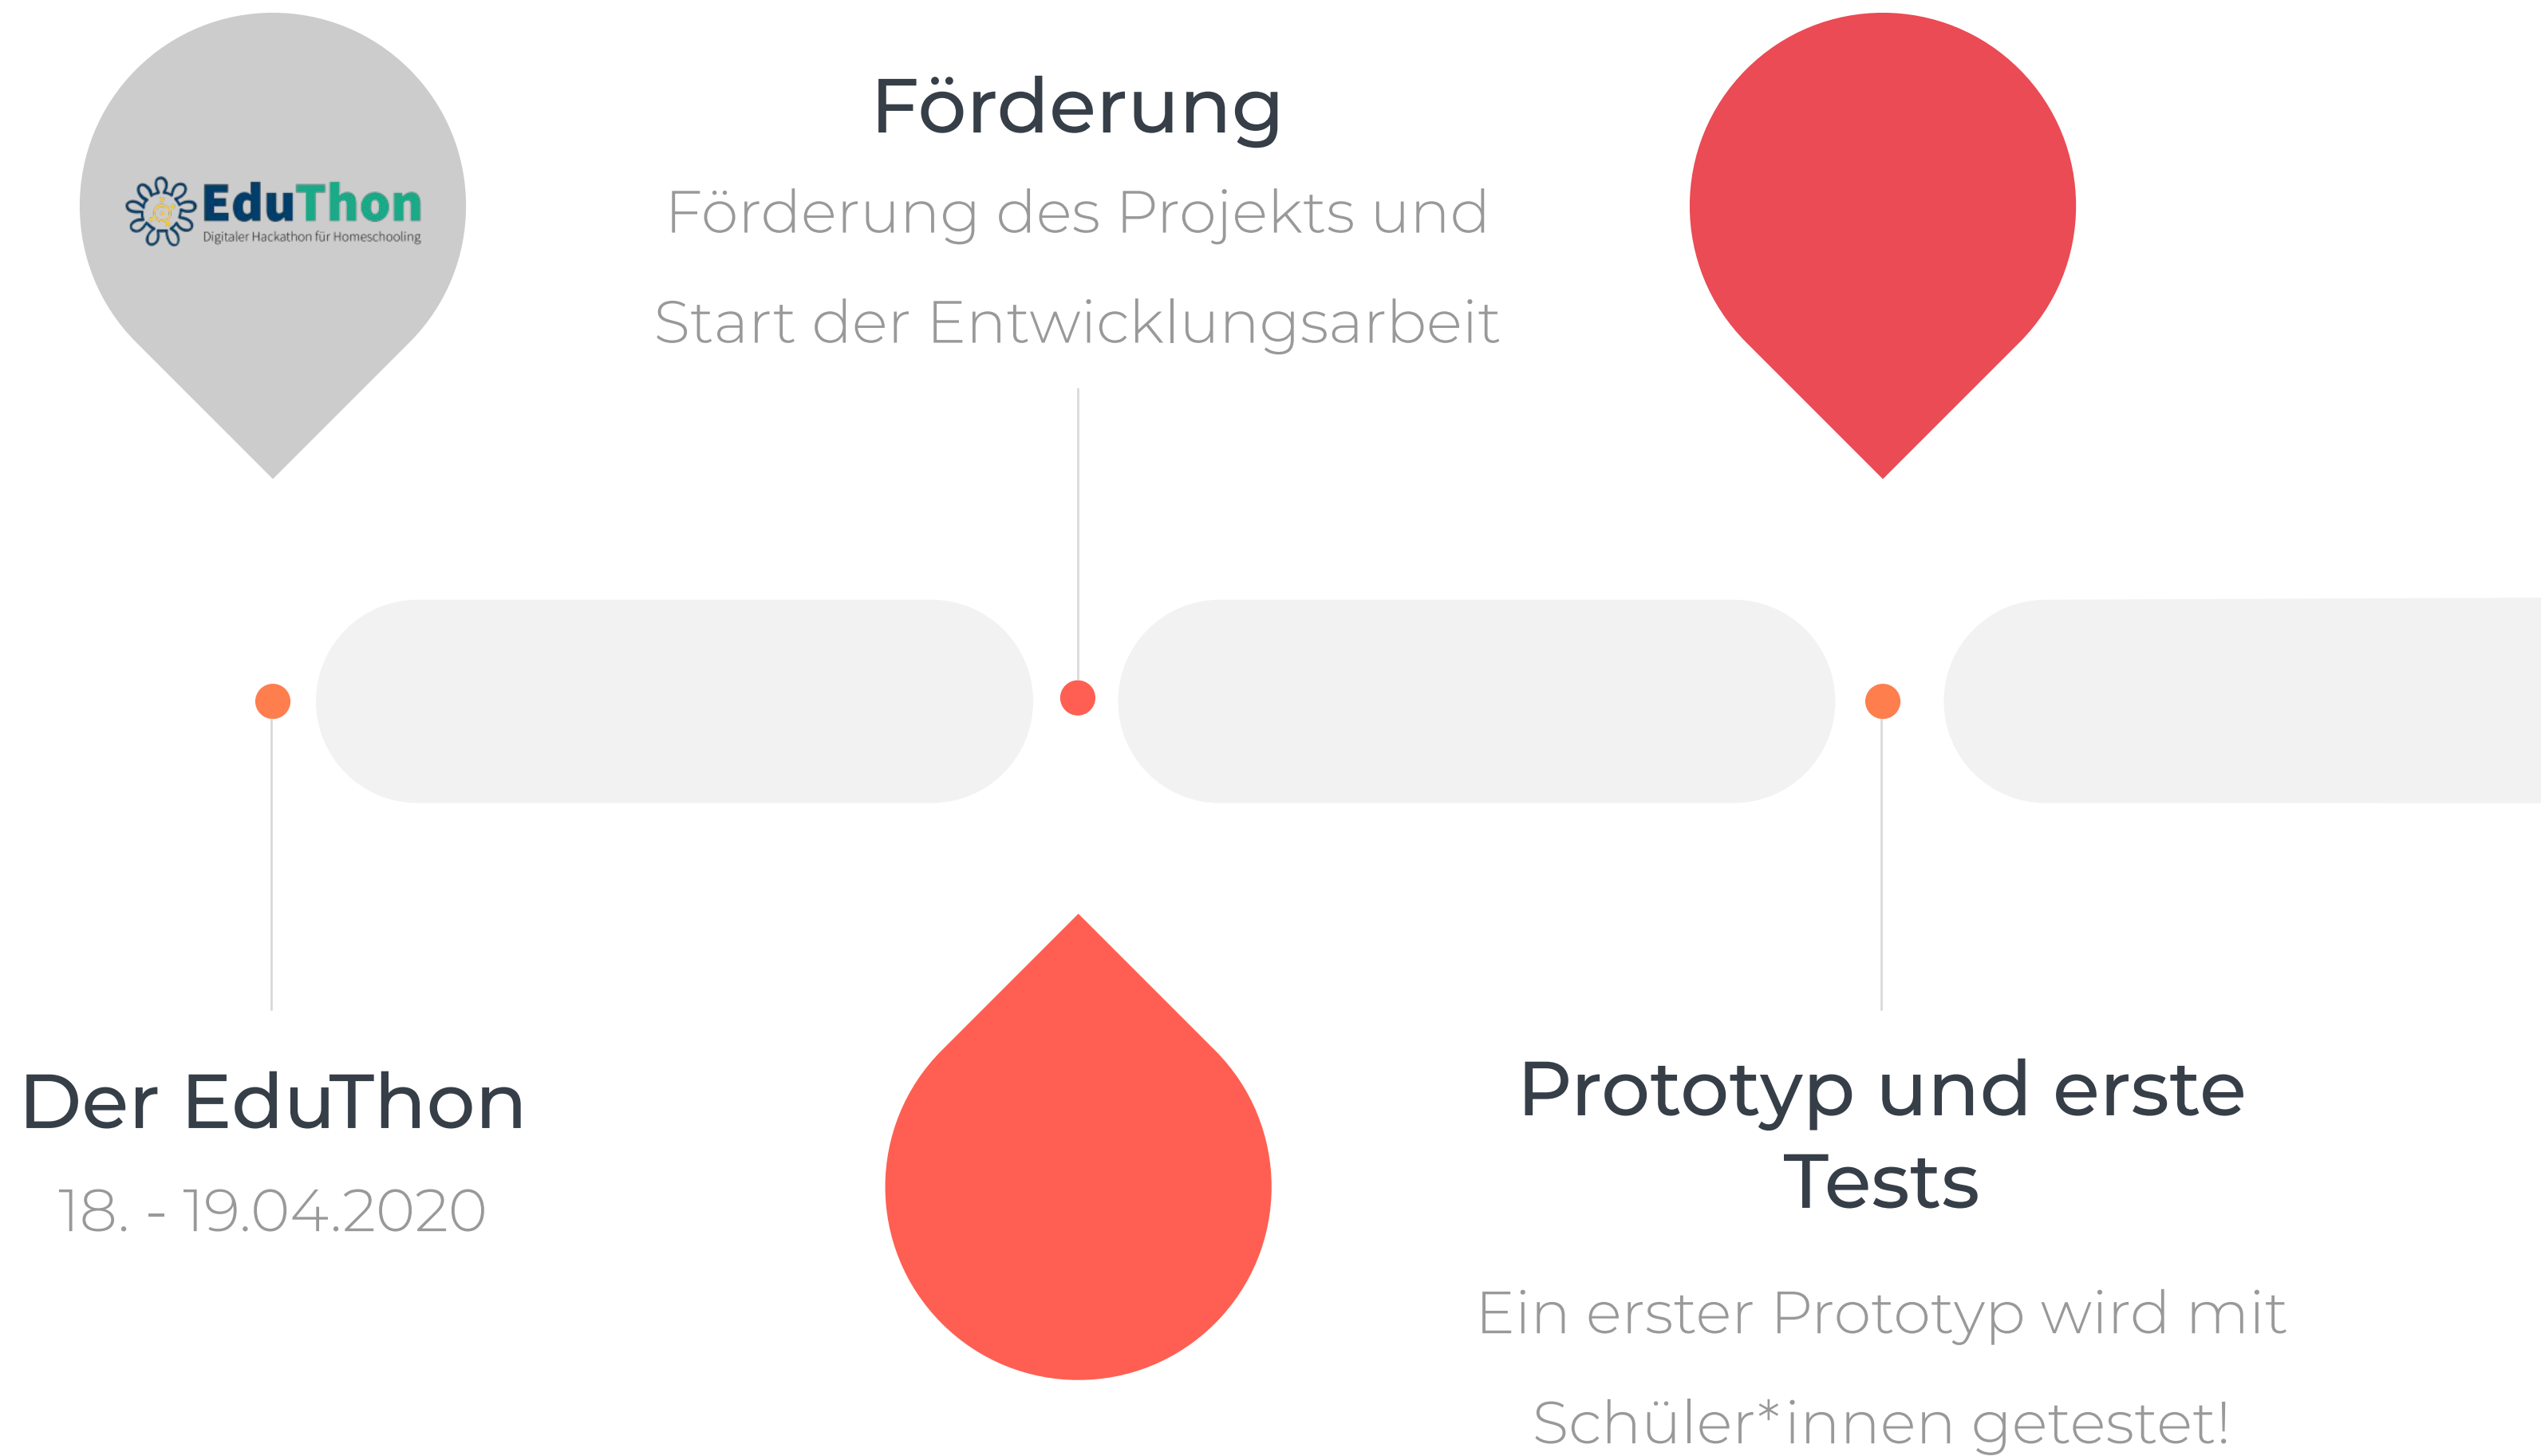 EduThon
Digitaler Hackathon für Homeschooling
Förderung
Förderung des Projekts und
Start der Entwicklungsarbeit
Der EduThon
18. - 19.04.2020
Prototyp und erste
Tests
Ein erster Prototyp wird mit
Schüler*innen getestet!